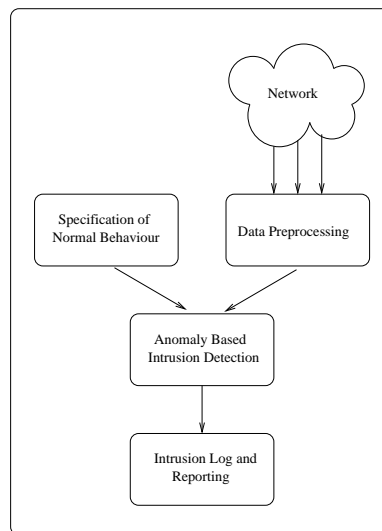 Network
Specification of
Normal Behaviour
Data Preprocessing
Anomaly Based
Intrusion Detection
Intrusion Log and
Reporting